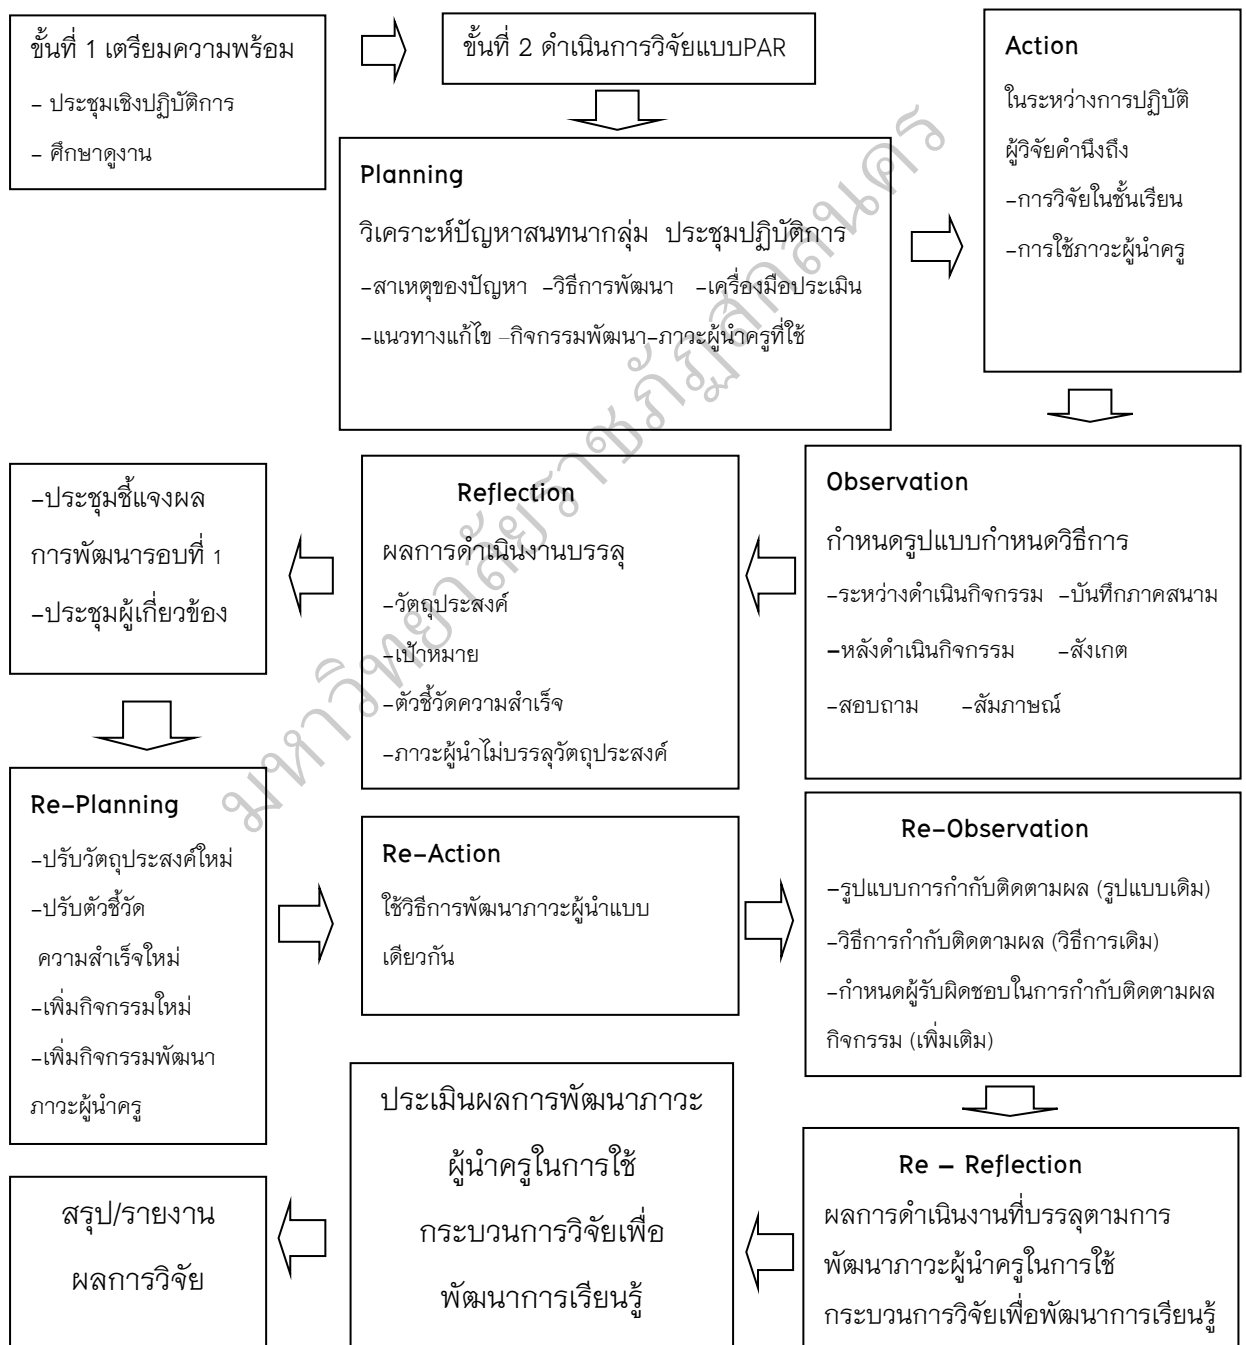 ขั้นที่ 1 เตรียมความพร้อม
- ประชุมเชิงปฏิบัติการ
- ศึกษาดูงาน
ขั้นที่ 2 ดำเนินการวิจัยแบบPAR
Planning
วิเคราะห์ปัญหาสนทนากลุ่ม ประชุมปฏิบัติการ
-สาเหตุของปัญหา -วิธีการพัฒนา -เครื่องมือประเมิน
-แนวทางแก้ไข -กิจกรรมพัฒนา-ภาวะผู้นำครูที่ใช้
Action
ในระหว่างการปฏิบัติ
ผู้วิจัยคำนึงถึง
-การวิจัยในชั้นเรียน
-การใช้ภาวะผู้นำครู
Observation
กำหนดรูปแบบกำหนดวิธีการ
-ระหว่างดำเนินกิจกรรม -บันทึกภาคสนาม
-หลังดำเนินกิจกรรม -สังเกต
-สอบถาม -สัมภาษณ์
Reflection
ผลการดำเนินงานบรรลุ
-วัตถุประสงค์
-เป้าหมาย
-ตัวชี้วัดความสำเร็จ
-ภาวะผู้นำไม่บรรลุวัตถุประสงค์
-ประชุมชี้แจงผล
การพัฒนารอบที่ 1
-ประชุมผู้เกี่ยวข้อง
Re-Planning
-ปรับวัตถุประสงค์ใหม่
-ปรับตัวชี้วัด
ความสำเร็จใหม่
-เพิ่มกิจกรรมใหม่
-เพิ่มกิจกรรมพัฒนา
ภาวะผู้นำครู
Re-Action
ใช้วิธีการพัฒนาภาวะผู้นำแบบ
เดียวกัน
Re-Observation
-รูปแบบการกำกับติดตามผล (รูปแบบเดิม)
-วิธีการกำกับติดตามผล (วิธีการเดิม)
-กำหนดผู้รับผิดชอบในการกำกับติดตามผล
กิจกรรม (เพิ่มเติม)
Re - Reflection
ผลการดำเนินงานที่บรรลุตามการ
พัฒนาภาวะผู้นำครูในการใช้
กระบวนการวิจัยเพื่อพัฒนาการเรียนรู้
ประเมินผลการพัฒนาภาวะ
ผู้นำครูในการใช้
กระบวนการวิจัยเพื่อ
พัฒนาการเรียนรู้
สรุป/รายงาน
ผลการวิจัย
มหาวิทยาลัยราชภัฏสกลนคร